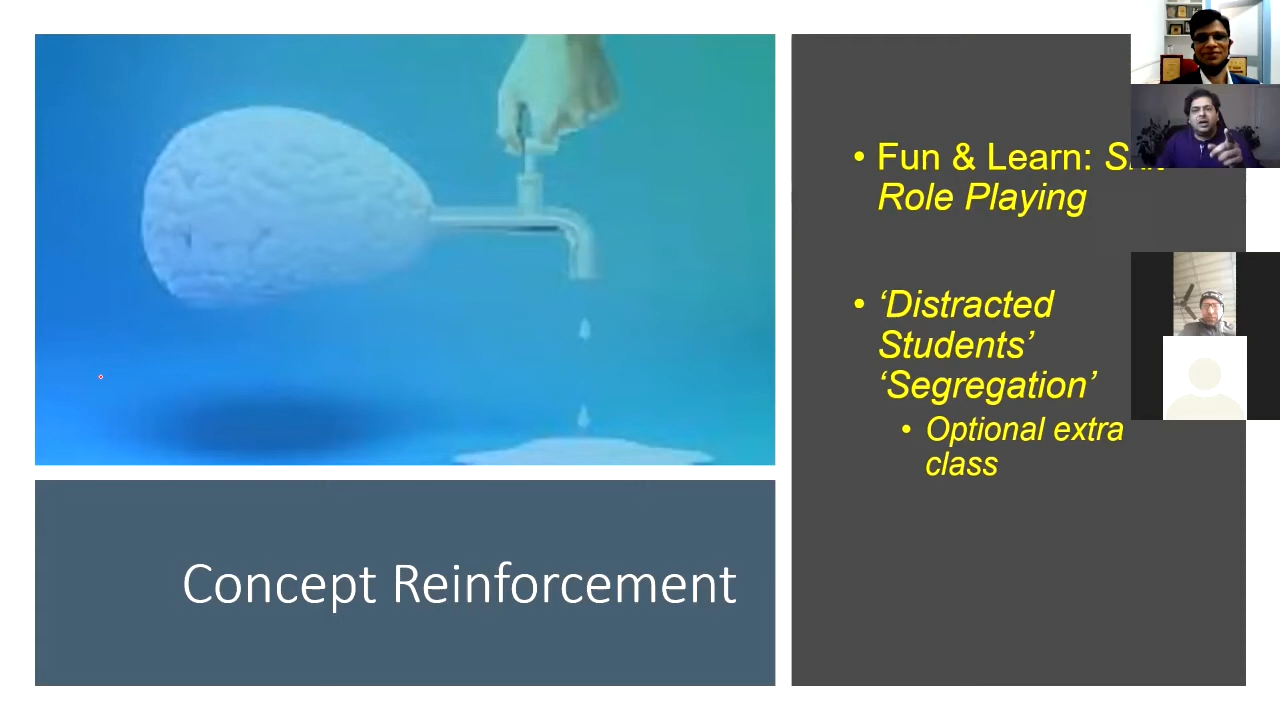 • Fun & Learn:
Role Playing
• ‘Distracted
Students’
‘Segregation’
• Optional extra
class
Concept Reinforcement